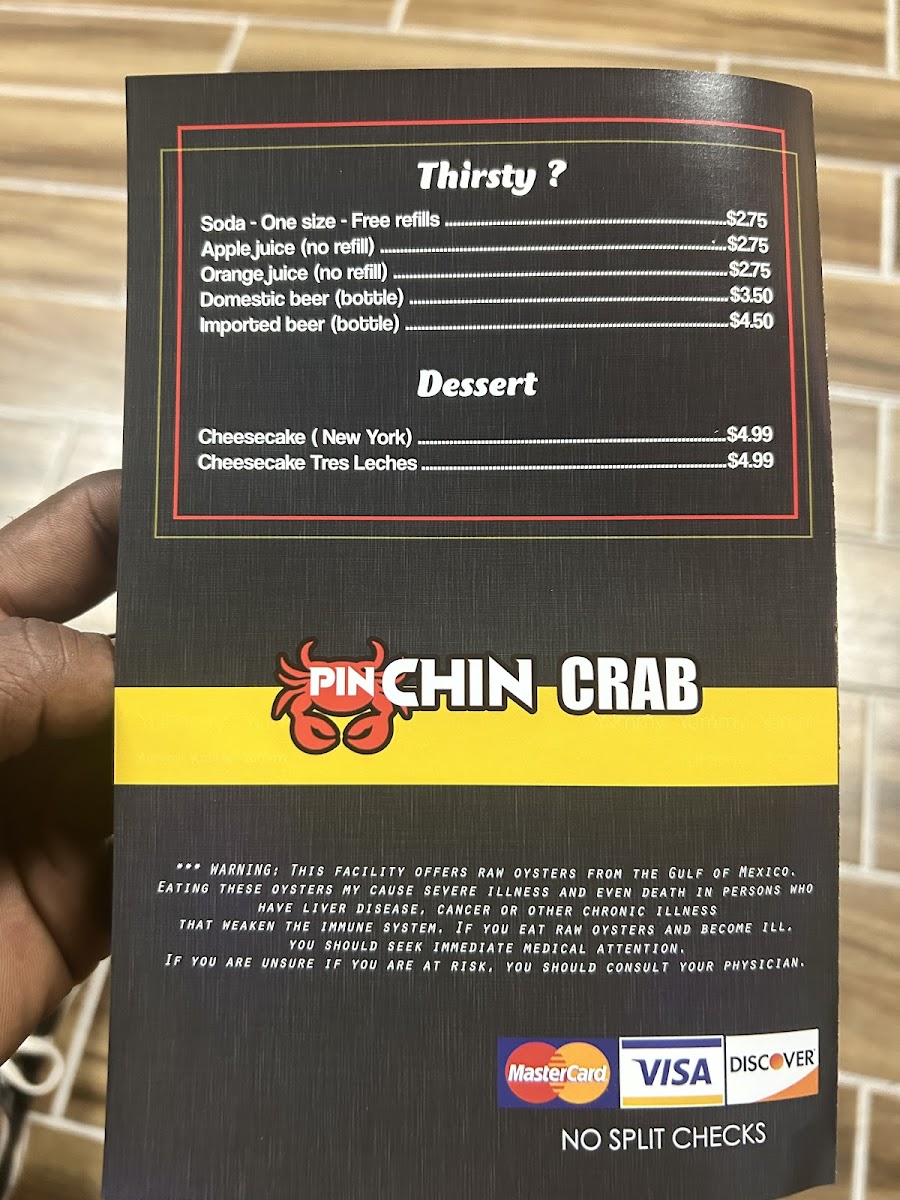 Thirsty ?
Soda - One size - Free refills ........ $2.75
Apple juice (no refill) ........ $2.75
Orange juice (no refill) ........ $2.75
Domestic beer (bottle) ........ $3.50
Imported beer (bottle) ........ $4.50
Dessert
Cheesecake ( New York) ........ $4.99
Cheesecake Tres Leches ........ $4.99
PINCHIN CRAB
*** WARNING: THIS FACILITY OFFERS RAW OYSTERS FROM THE GULF OF MEXICO.
EATING THESE OYSTERS MY CAUSE SEVERE ILLNESS AND EVEN DEATH IN PERSONS WHO
HAVE LIVER DISEASE, CANCER OR OTHER CHRONIC ILLNESS
THAT WEAKEN THE IMMUNE SYSTEM. IF YOU EAT RAW OYSTERS AND BECOME ILL.
YOU SHOULD SEEK IMMEDIATE MEDICAL ATTENTION.
IF YOU ARE UNSURE IF YOU ARE AT RISK, YOU SHOULD CONSULT YOUR PHYSICIAN.
MasterCard VISA DISCOVER
NO SPLIT CHECKS